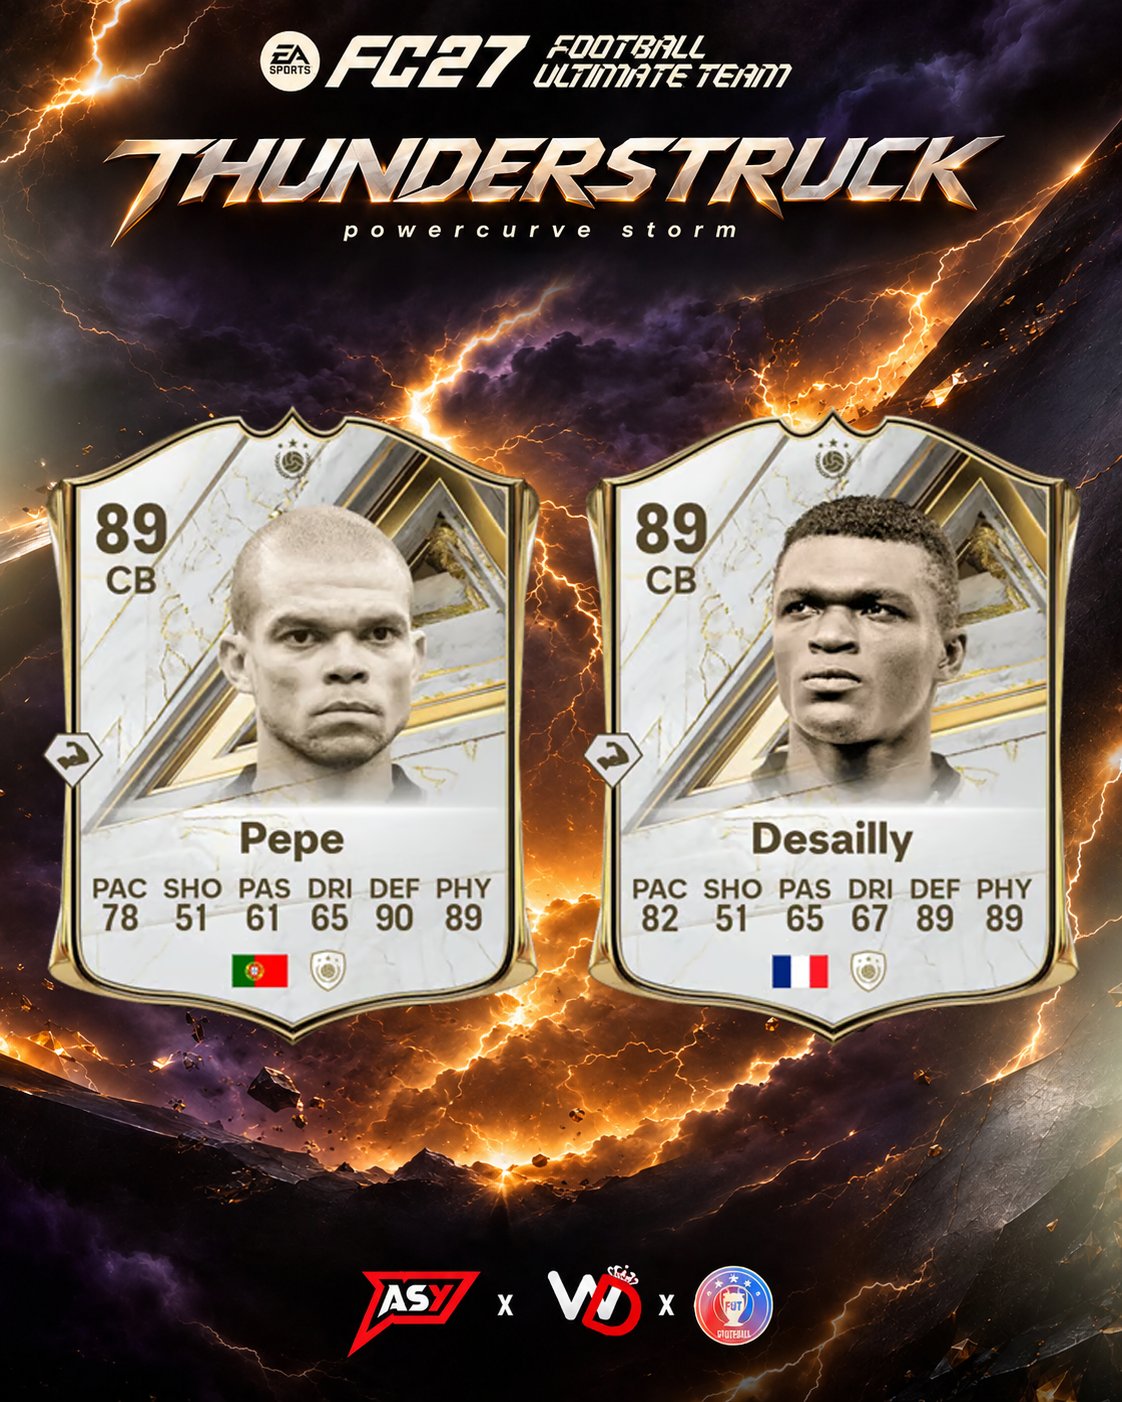 EA SPORTS FC27 FOOTBALL ULTIMATE TEAM
THUNDERSTRUCK
powercurve storm
89
CB
Pepe
PAC SHO PAS DRI DEF PHY
78 51 61 65 90 89
89
CB
Desailly
PAC SHO PAS DRI DEF PHY
82 51 65 67 89 89
ASY x WD x FUT